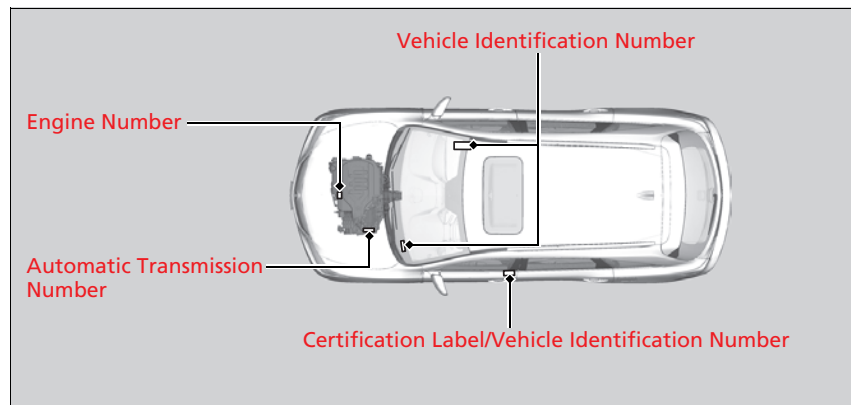 Vehicle Identification Number
Engine Number
Automatic Transmission
Number
Certification Label/Vehicle Identification Number